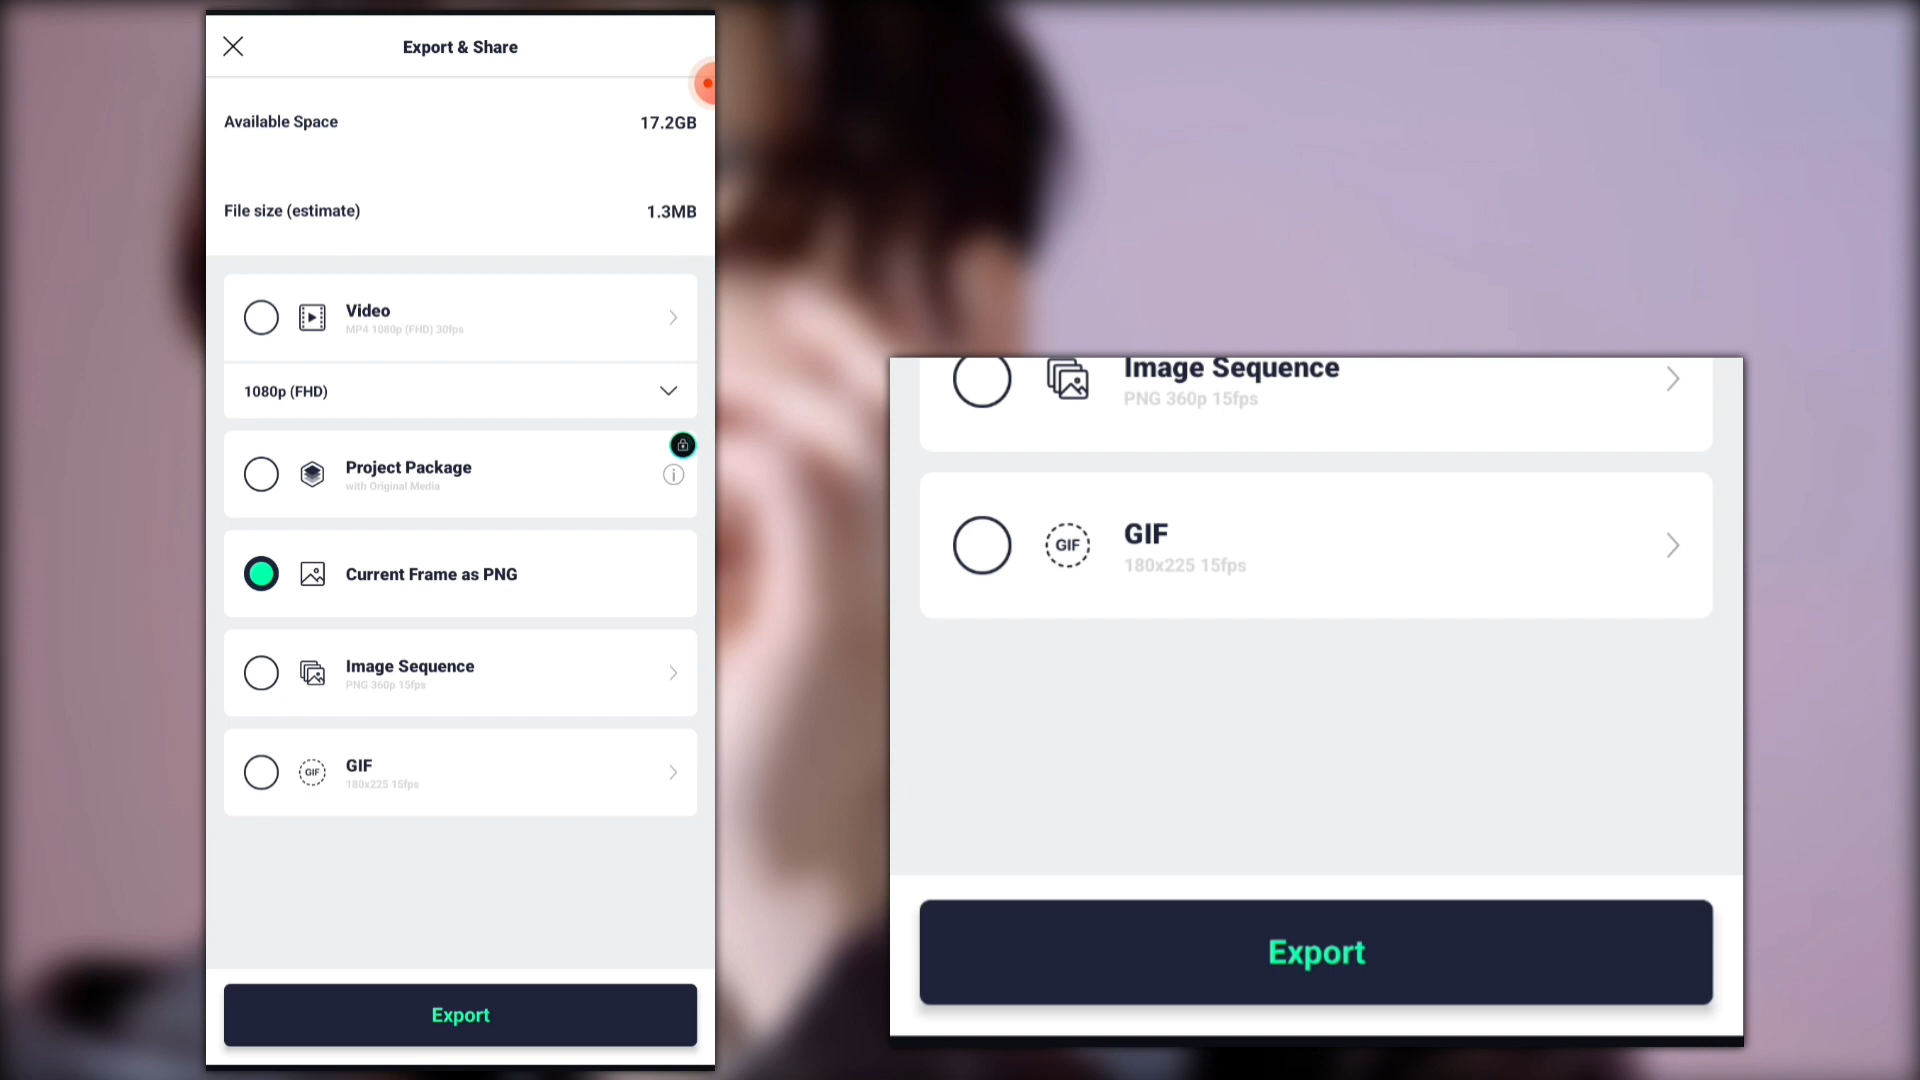 Export & Share
Available Space
17.2GB
File size (estimate)
1.3MB
Video
MP4 1080p (FHD) 30fps
1080p (FHD)
Project Package
with Original Media
Current Frame as PNG
Image Sequence
PNG 360p 15fps
GIF
GIF
180x225 15fps
Export
Image Sequence
PNG 360p 15fps
GIF
GIF
180x225 15fps
Export